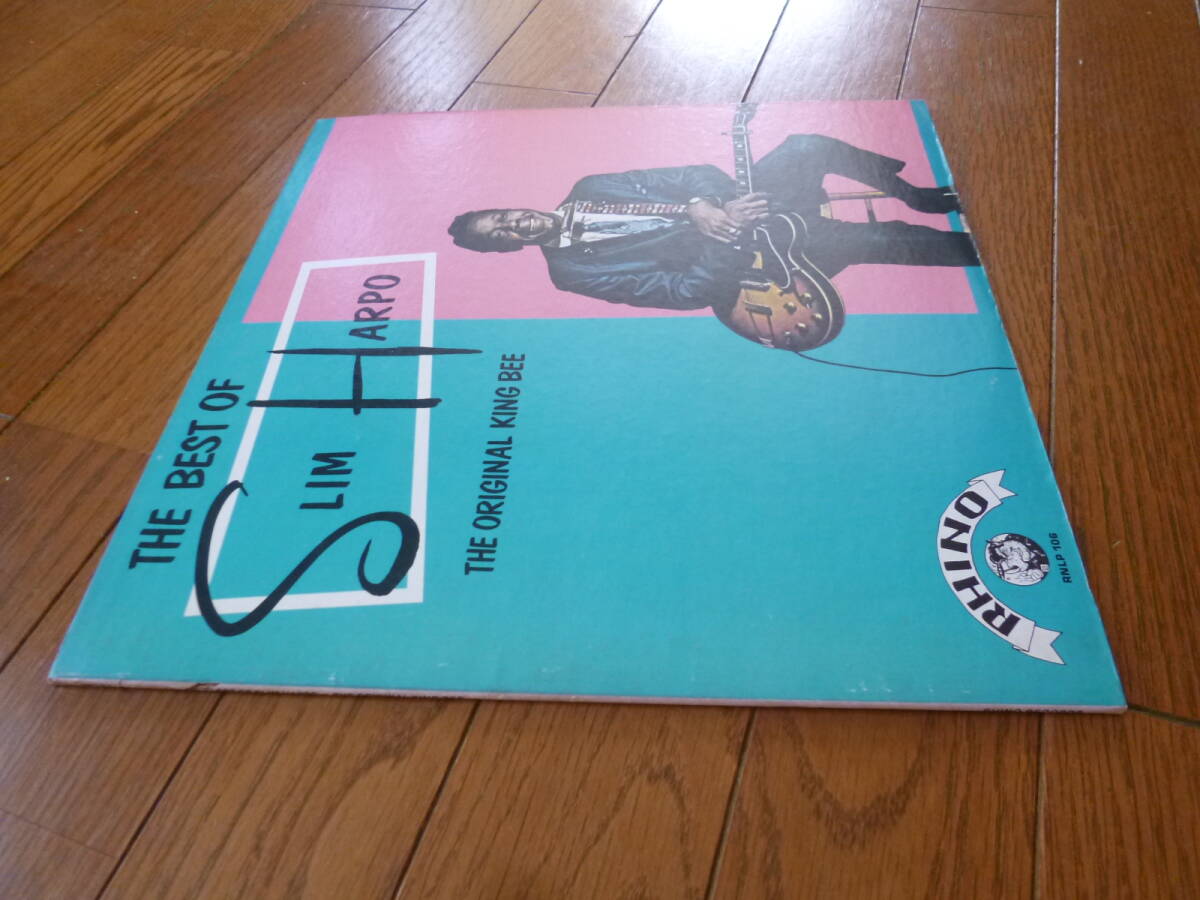 THE BEST OF
SLIM HARPO
THE ORIGINAL KING BEE
RHINO
RNLP 106